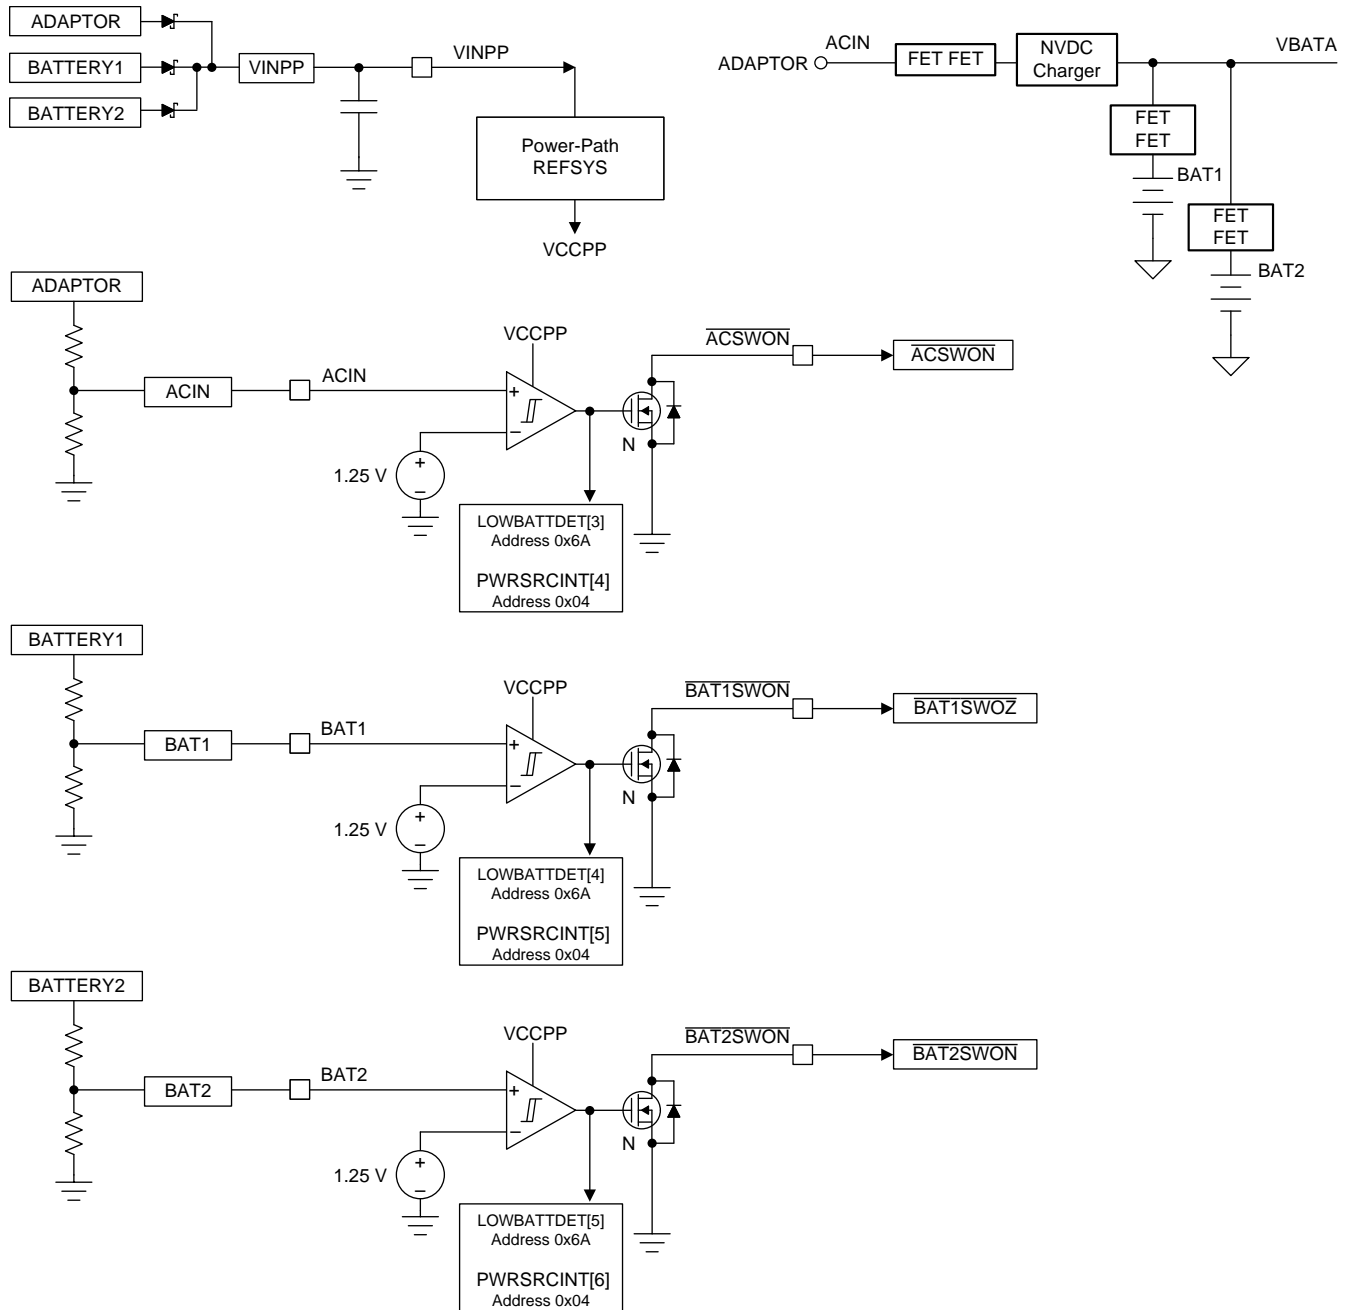 ADAPTOR
BATTERY1
BATTERY2
VINPP
VINPP
Power-Path
REFSYS
VCCPP
ADAPTOR
ACIN
FET FET
NVDC
Charger
VBATA
FET
FET
BAT1
FET
FET
BAT2
ADAPTOR
ACIN
ACIN
VCCPP
+
−
1.25 V
+
−
N
ACSWON
ACSWON
LOWBATTDET[3]
Address 0x6A
PWRSRCINT[4]
Address 0x04
BATTERY1
BAT1
BAT1
VCCPP
+
−
1.25 V
+
−
N
BAT1SWON
BAT1SWOZ
LOWBATTDET[4]
Address 0x6A
PWRSRCINT[5]
Address 0x04
BATTERY2
BAT2
BAT2
VCCPP
+
−
1.25 V
+
−
N
BAT2SWON
BAT2SWON
LOWBATTDET[5]
Address 0x6A
PWRSRCINT[6]
Address 0x04